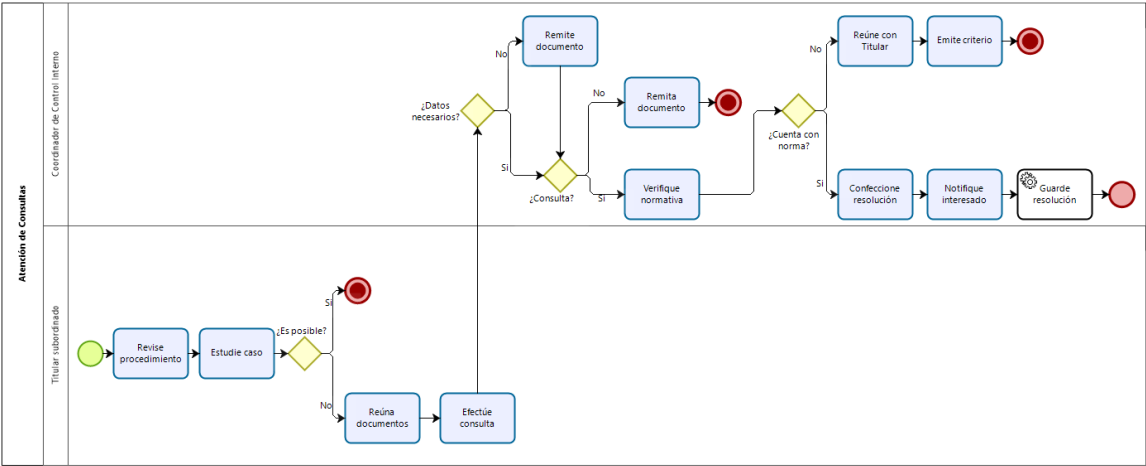 Atención de Consultas
Coordinador de Control Interno
Remite
documento
No
¿Datos
necesarios?
Si
¿Consulta?
No
Remita
documento
Si
Verifique
normativa
¿Cuenta con
norma?
No
Reúne con
Titular
Emite criterio
Si
Confeccione
resolución
Notifique
interesado
Guarde
resolución
Titular subordinado
Revise
procedimiento
Estudie caso
¿Es posible?
Si
No
Reúna
documentos
Efectúe
consulta